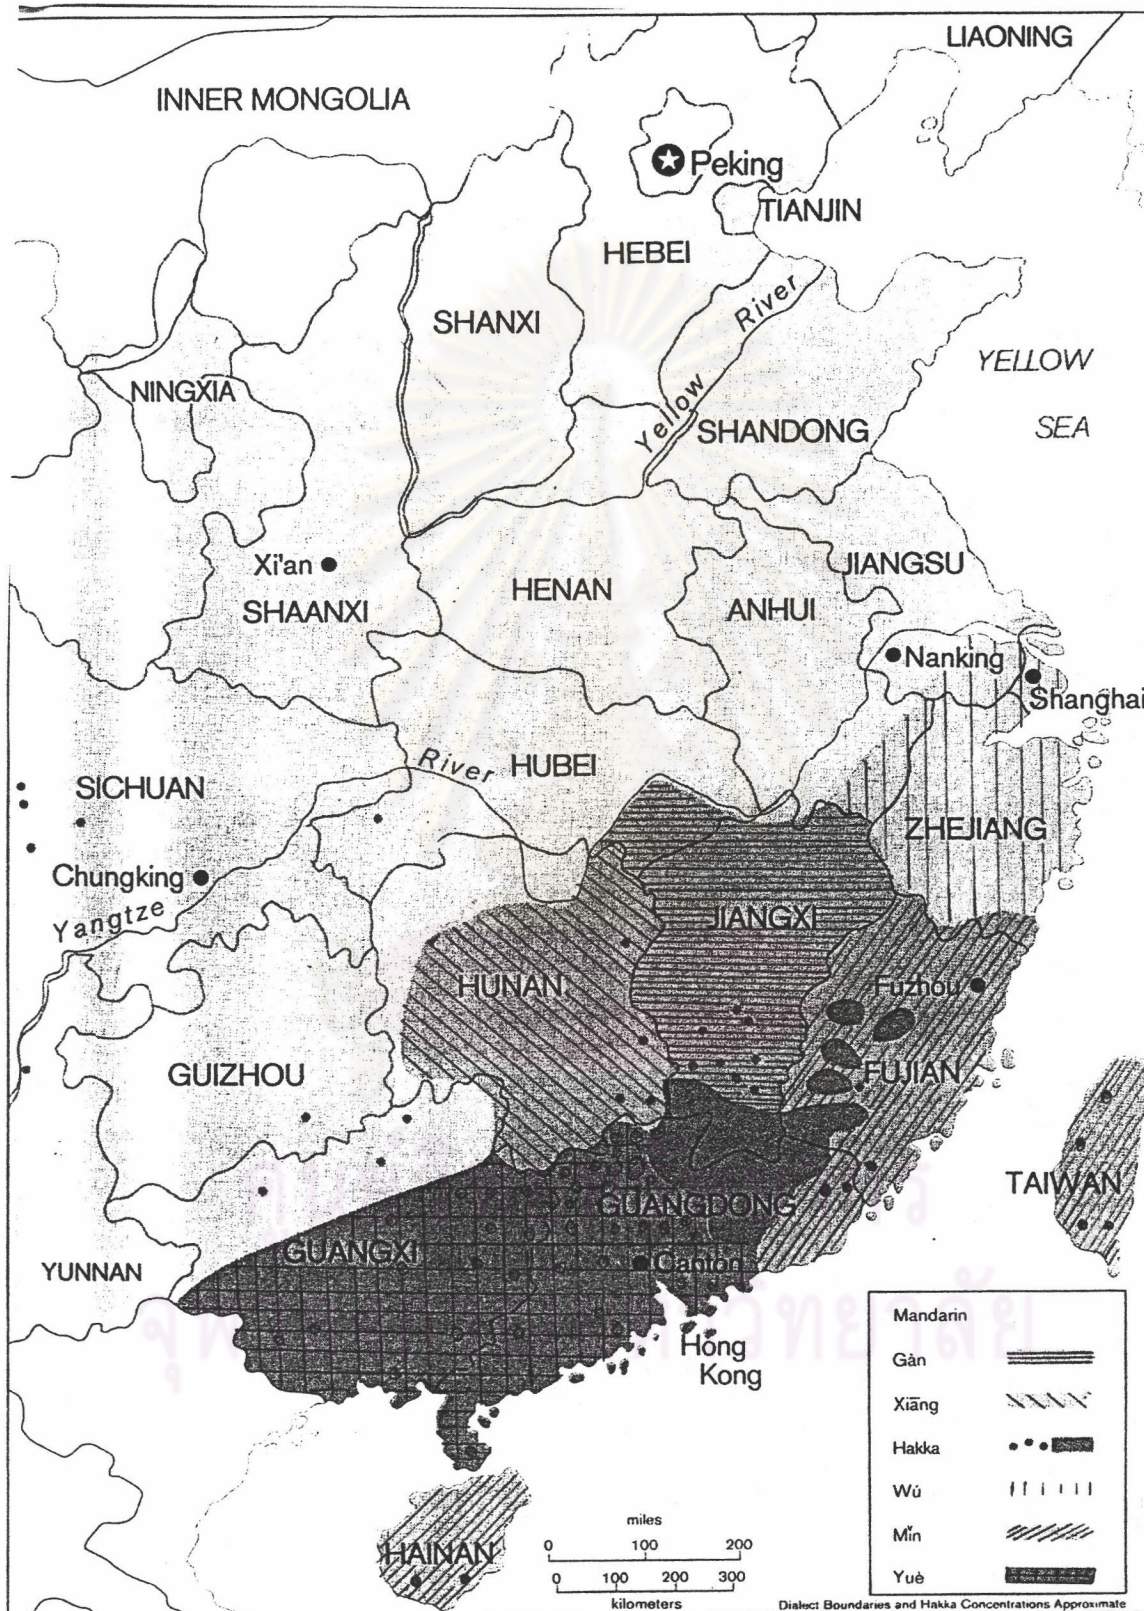 LIAONING
INNER MONGOLIA
Peking
TIANJIN
HEBEI
River
SHANXI
YELLOW
NINGXIA
Yellow
SHANDONG
SEA
Xi'an
JIANGSU
HENAN
SHAANXI
ANHUI
Nanking
Shanghai
River
HUBEI
SICHUAN
ZHEJIANG
Chungking
Yangtze
JIANGXI
HUNAN
Fuzhou
GUIZHOU
FUJIAN
TAIWAN
GUANGDONG
GUANGXI
Canton
YUNNAN
Hong
Kong
HAINAN
miles
0 100 200
0 100 200 300
kilometers
Mandarin
Gàn
Xiāng
Hakka
Wú
Mǐn
Yuè
Dialect Boundaries and Hakka Concentrations Approximate